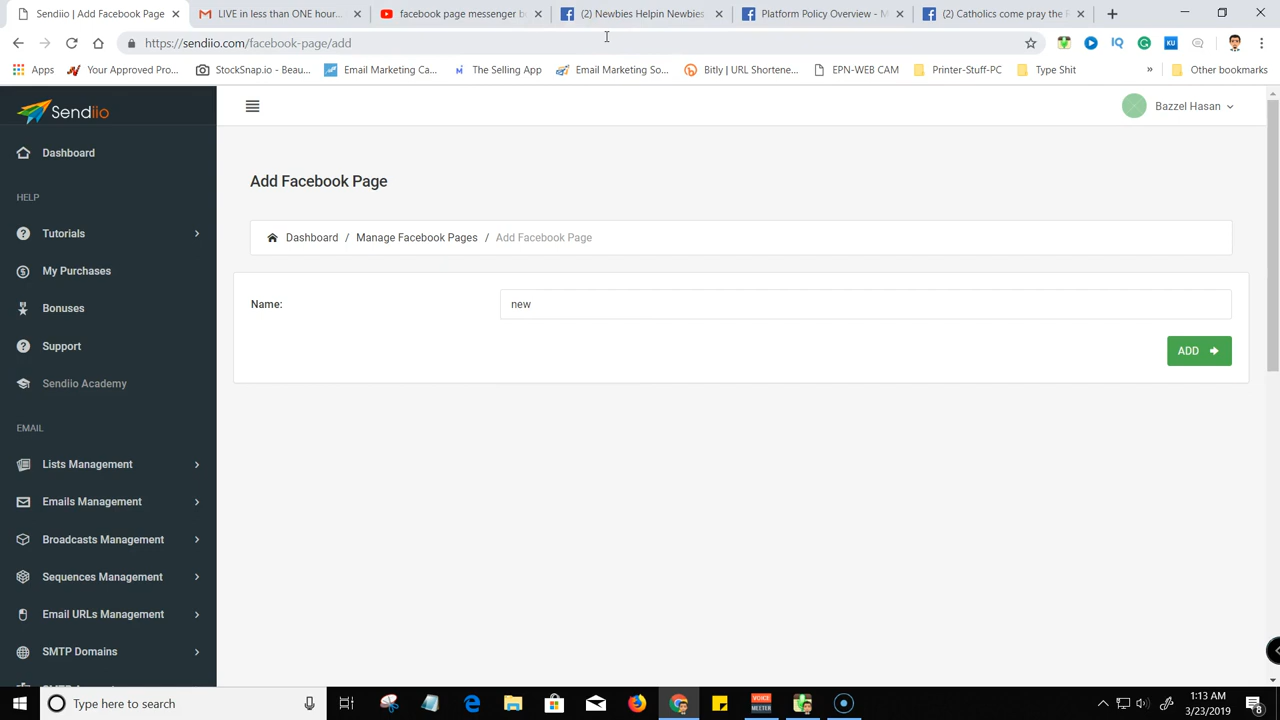 Sendiio | Add Facebook Page
LIVE in less than ONE hour...
facebook page messenger b
(2) Newbies Helpin Newbies
Platform Policy Overview - M
(2) Catholics come pray the R
https://sendiio.com/facebook-page/add
KU
Apps
Your Approved Pro...
StockSnap.io - Beau...
Email Marketing Ca...
The Selling App
Email Marketing So...
Bitly | URL Shortene...
EPN-WEB CAM
Printer-Stuff-PC
Type Shit
»
Other bookmarks
Sendiio
Bazzel Hasan
Dashboard
HELP
Tutorials
My Purchases
Bonuses
Support
Sendiio Academy
EMAIL
Lists Management
Emails Management
Broadcasts Management
Sequences Management
Email URLs Management
SMTP Domains
Add Facebook Page
Dashboard / Manage Facebook Pages / Add Facebook Page
Name:
new
ADD
Type here to search
VOICE
MEETER
1:13 AM
3/23/2019
8